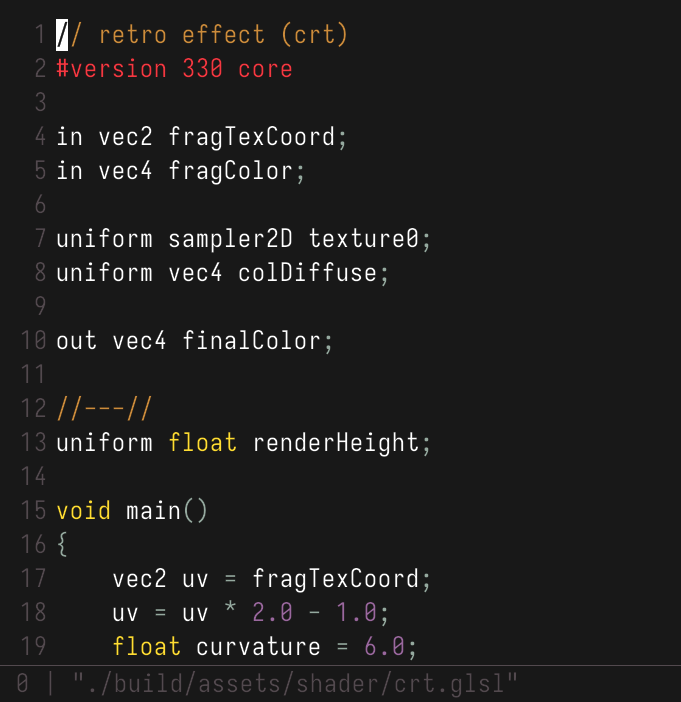 1 // retro effect (crt)
2 #version 330 core
3
4 in vec2 fragTexCoord;
5 in vec4 fragColor;
6
7 uniform sampler2D texture0;
8 uniform vec4 colDiffuse;
9
10 out vec4 finalColor;
11
12 //---//
13 uniform float renderHeight;
14
15 void main()
16 {
17     vec2 uv = fragTexCoord;
18     uv = uv * 2.0 - 1.0;
19     float curvature = 6.0;
0 | "./build/assets/shader/crt.glsl"